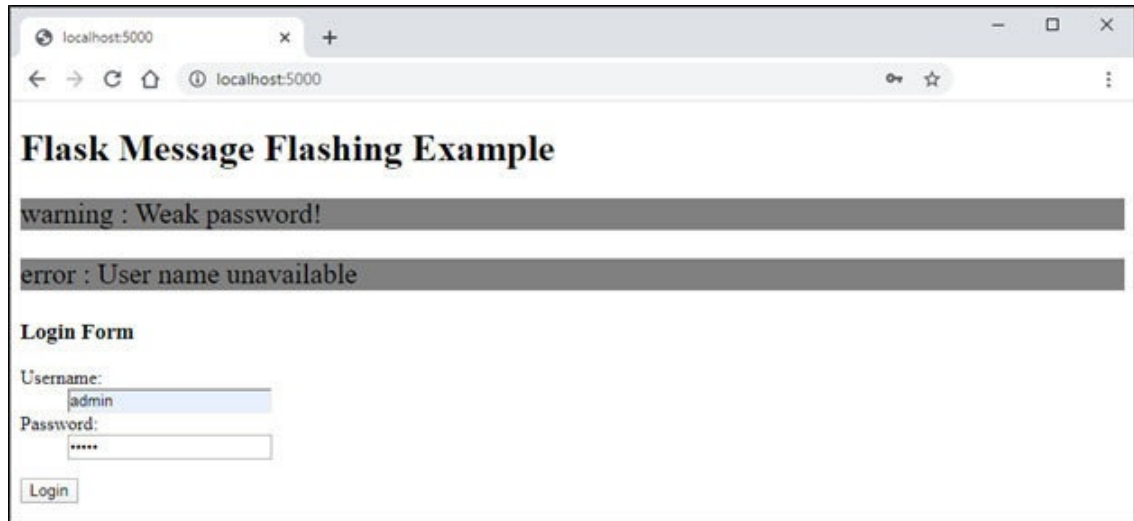 localhost:5000
localhost:5000
Flask Message Flashing Example
warning : Weak password!
error : User name unavailable
Login Form
Username:
admin
Password:
•••••
Login